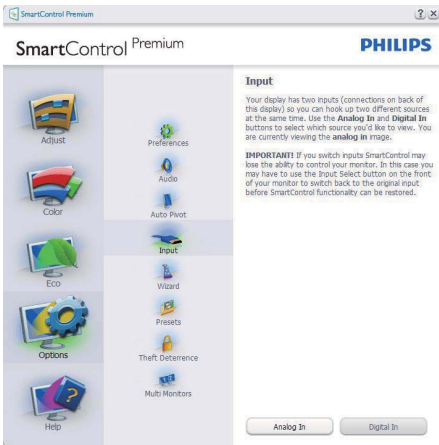 SmartControl Premium
SmartControl Premium
PHILIPS
Adjust
Color
Eco
Options
Help
Preferences
Audio
Auto Pivot
Input
Wizard
Presets
Theft Deterrence
Multi Monitors
Input
Your display has two inputs (connections on back of
this display) so you can hook up two different sources
at the same time. Use the Analog In and Digital In
buttons to select which source you'd like to view. You
are currently viewing the analog in image.
IMPORTANT! If you switch inputs SmartControl may
lose the ability to control your monitor. In this case you
may have to use the Input Select button on the front
of your monitor to switch back to the original input
before SmartControl functionality can be restored.
Analog In
Digital In